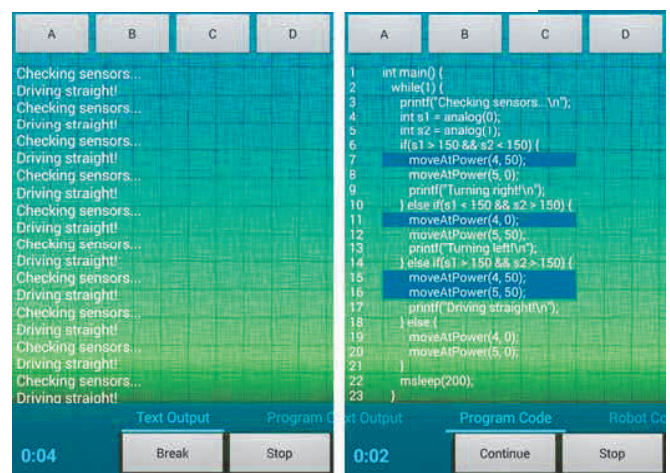 A B C D
Checking sensors...
Driving straight!
Checking sensors...
Driving straight!
Checking sensors...
Driving straight!
Checking sensors...
Driving straight!
Checking sensors...
Driving straight!
Checking sensors...
Driving straight!
Checking sensors...
Driving straight!
Checking sensors...
Driving straight!
Checking sensors...
Driving straight!
Checking sensors...
Driving straight!
Text Output Program C
0:04 Break Stop
A B C D
1 int main() {
2 while(1) {
3 printf("Checking sensors...\n");
4 int s1 = analog(0);
5 int s2 = analog(1);
6 if(s1 > 150 && s2 < 150) {
7 moveAtPower(4, 50);
8 moveAtPower(5, 0);
9 printf("Turning right!\n");
10 } else if(s1 < 150 && s2 > 150) {
11 moveAtPower(4, 0);
12 moveAtPower(5, 50);
13 printf("Turning left!\n");
14 } else if(s1 > 150 && s2 > 150) {
15 moveAtPower(4, 50);
16 moveAtPower(5, 50);
17 printf("Driving straight!\n");
18 } else {
19 moveAtPower(4, 0);
20 moveAtPower(5, 0);
21 }
22 msleep(200);
23 }
xt Output Program Code Robot Co
0:02 Continue Stop